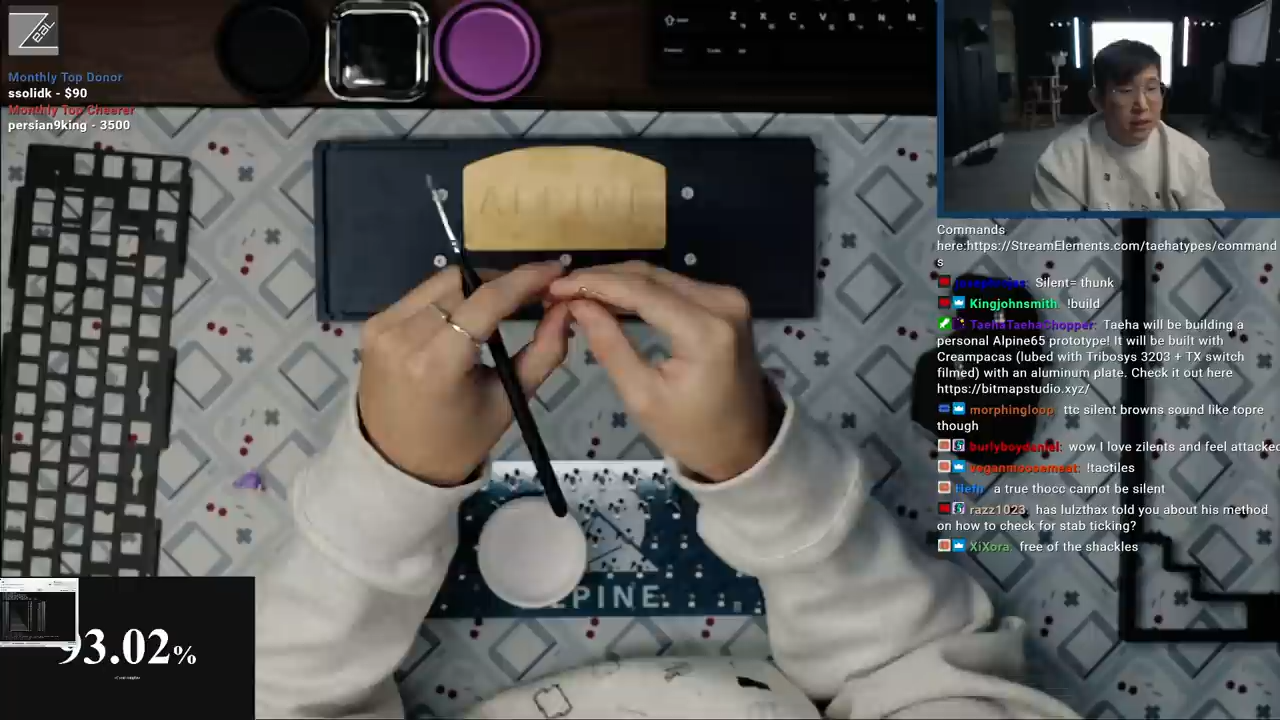 Zeal
Monthly Top Donor
ssolidk - $90
Monthly Top Cheerer
persian9king - 3500
Z X C V B N M
ALPINE
ALPINE
93.02%
Commands
here:https://StreamElements.com/taehatypes/command
s
Silent= thunk
Kingjohnsmith !build
TaehaTaehaChopper: Taeha will be building a
personal Alpine65 prototype! It will be built with
Creampacas (lubed with Tribosys 3203 + TX switch
filmed) with an aluminum plate. Check it out here
https://bitmapstudio.xyz/
morphingloop ttc silent browns sound like topre
though
burlyboydaniel: wow I love zilents and feel attacked
veganmoosemeat: !tactiles
Hefn a true thocc cannot be silent
razz1023: has lulzthax told you about his method
on how to check for stab ticking?
XiXora: free of the shackles